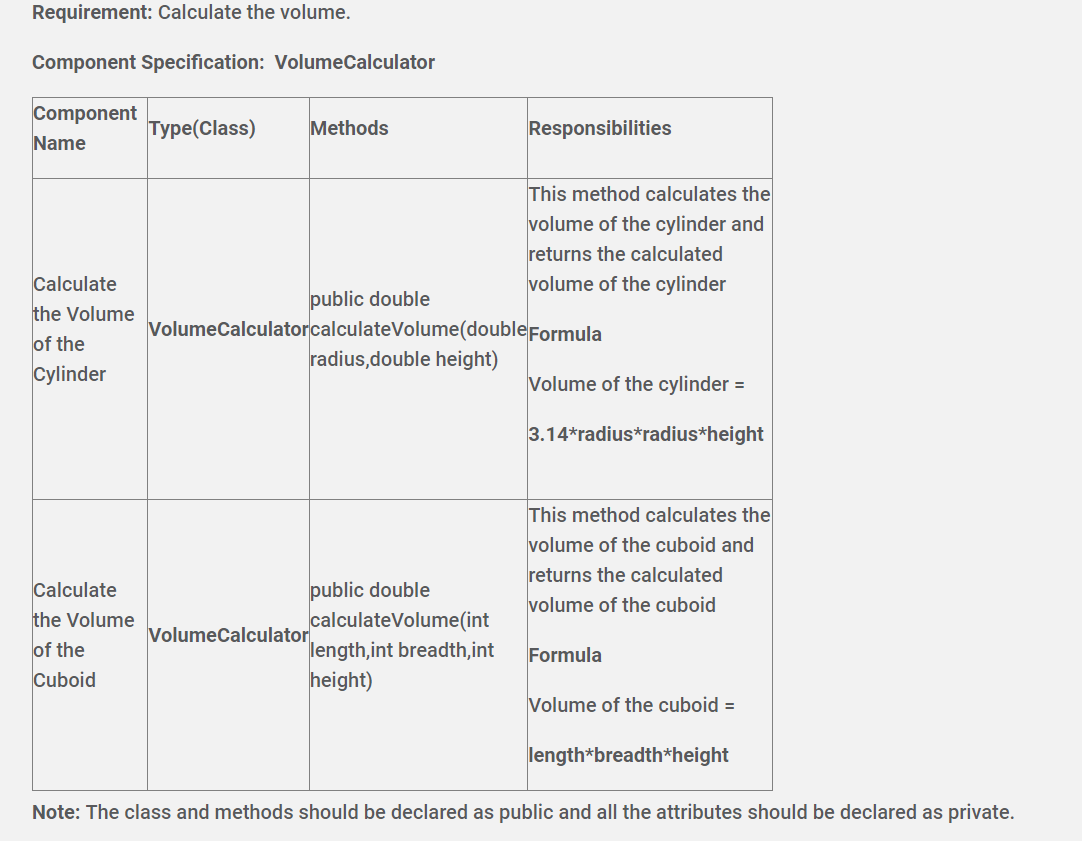 Requirement: Calculate the volume.
Component Specification: VolumeCalculator
Component
Name
Type(Class)
Methods
Responsibilities
Calculate
the Volume
of the
Cylinder
VolumeCalculator
public double
calculateVolume(double
radius,double height)
This method calculates the
volume of the cylinder and
returns the calculated
volume of the cylinder
Formula
Volume of the cylinder =
3.14*radius*radius*height
Calculate
the Volume
of the
Cuboid
VolumeCalculator
public double
calculateVolume(int
length,int breadth,int
height)
This method calculates the
volume of the cuboid and
returns the calculated
volume of the cuboid
Formula
Volume of the cuboid =
length*breadth*height
Note: The class and methods should be declared as public and all the attributes should be declared as private.